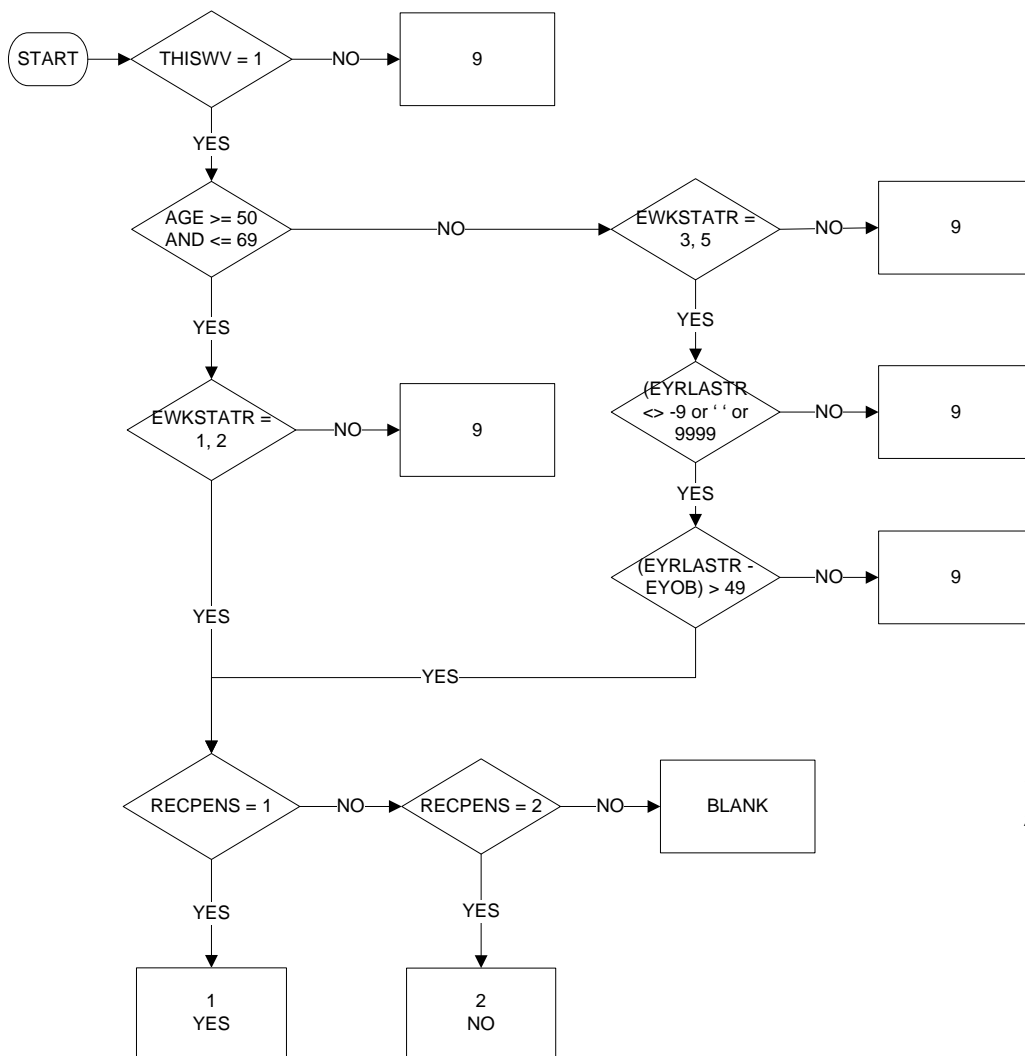 START
THISWV = 1
NO
9
YES
AGE >= 50
AND <= 69
NO
EWKSTATR =
3, 5
NO
9
YES
YES
EWKSTATR =
1, 2
NO
9
(EYRLASTR
<> -9 or ‘ ‘ or
9999
NO
9
YES
(EYRLASTR -
EYOB) > 49
NO
9
YES
YES
RECPENS = 1
NO
RECPENS = 2
NO
BLANK
YES
YES
1
YES
2
NO